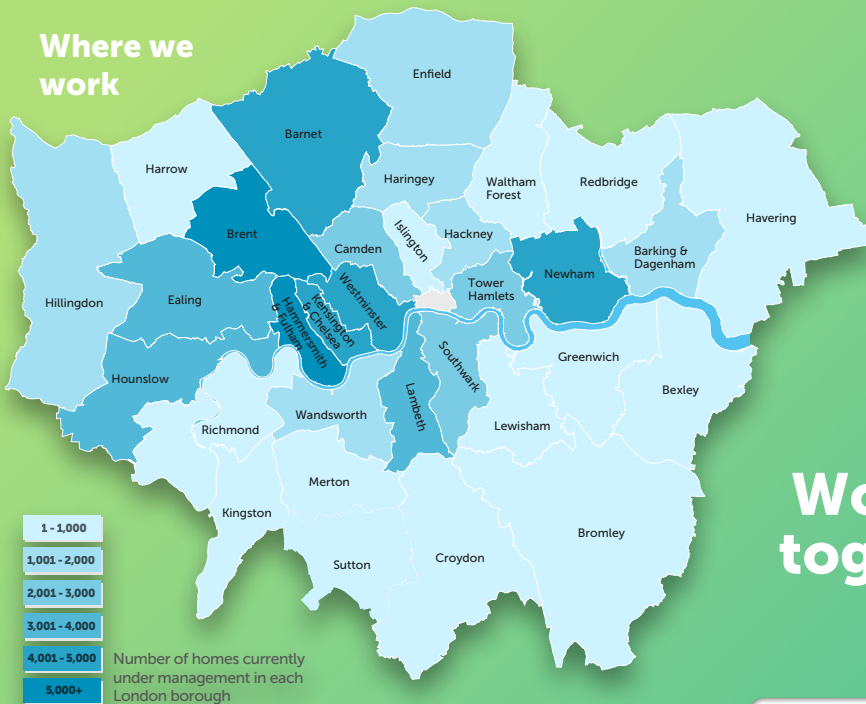 Where we
work
Enfield
Barnet
Harrow
Haringey
Waltham
Forest
Redbridge
Havering
Brent
Islington
Hackney
Camden
Barking &
Dagenham
Newham
Tower
Hamlets
Westminster
Kensington
& Chelsea
Hammersmith
& Fulham
Ealing
Hillingdon
Hounslow
Southwark
Greenwich
Lambeth
Bexley
Wandsworth
Richmond
Lewisham
Merton
Kingston
Bromley
Croydon
Sutton
Wo
tog
1 - 1,000
1,001 - 2,000
2,001 - 3,000
3,001 - 4,000
4,001 - 5,000
5,000+
Number of homes currently
under management in each
London borough